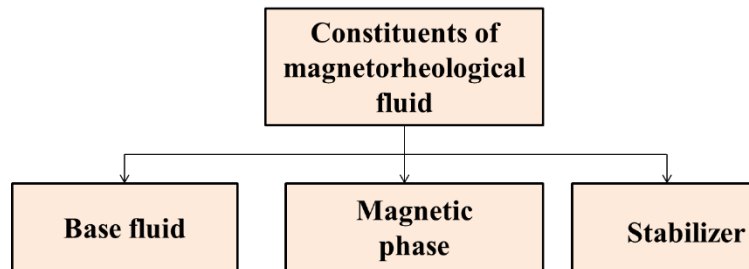 Constituents of
magnetorheological
fluid
Base fluid
Magnetic
phase
Stabilizer